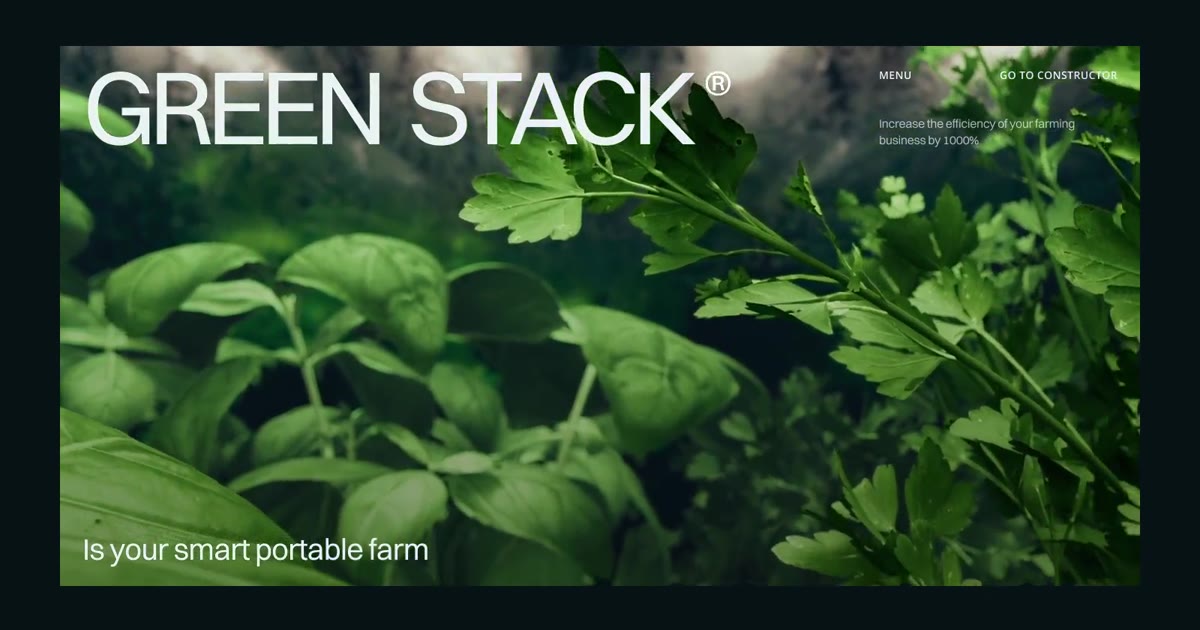 GREEN STACK®
MENU
GO TO CONSTRUCTOR
Increase the efficiency of your farming
business by 1000%.
Is your smart portable farm